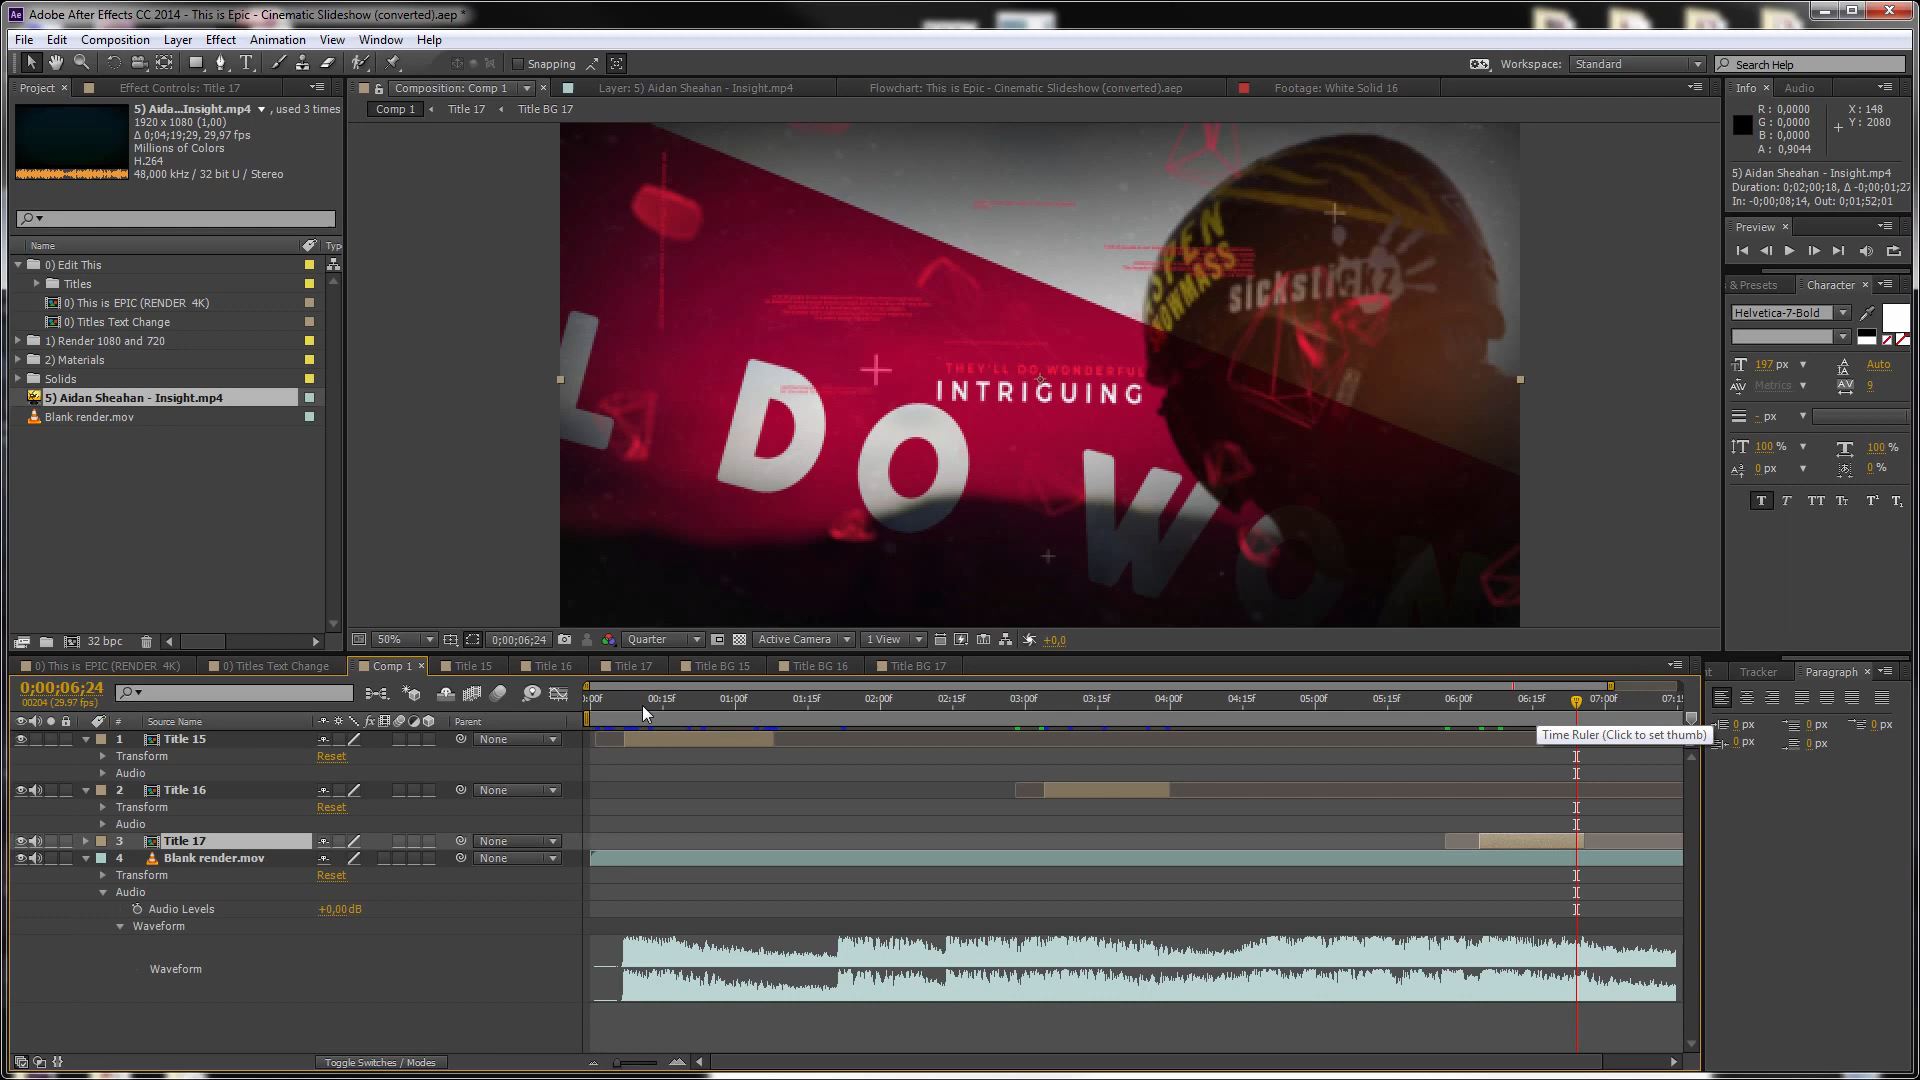 Adobe After Effects CC 2014 - This is Epic - Cinematic Slideshow (converted).aep *
File Edit Composition Layer Effect Animation View Window Help
Snapping
Workspace: Standard
Search Help
Project
Effect Controls: Title 17
5) Aida...Insight.mp4 , used 3 times
1920 x 1080 (1,00)
Δ 0;04;19;29, 29,97 fps
Millions of Colors
H.264
48,000 kHz / 32 bit U / Stereo
Name
Typ
0) Edit This
Titles
0) This is EPIC (RENDER 4K)
0) Titles Text Change
1) Render 1080 and 720
2) Materials
Solids
5) Aidan Sheahan - Insight.mp4
Blank render.mov
32 bpc
Composition: Comp 1
Layer: 5) Aidan Sheahan - Insight.mp4
Flowchart: This is Epic - Cinematic Slideshow (converted).aep
Footage: White Solid 16
Comp 1 Title 17 Title BG 17
sickstickz
THEY'LL DO WONDERFUL
INTRIGUING
L DO WON
50%
0;00;06;24
Quarter
Active Camera
1 View
+0,0
Info
Audio
R : 0,0000
G : 0,0000
B : 0,0000
A : 0,9044
X : 148
Y : 2080
5) Aidan Sheahan - Insight.mp4
Duration: 0;02;00;18, Δ -0;00;01;27
In: -0;00;08;14, Out: 0;01;52;01
Preview
& Presets
Character
Helvetica-7-Bold
197 px
Auto
Metrics
9
- px
100 %
100 %
0 px
0 %
T T TT Tt T¹ T₁
0) This is EPIC (RENDER 4K)
0) Titles Text Change
Comp 1
Title 15
Title 16
Title 17
Title BG 15
Title BG 16
Title BG 17
0;00;06;24
00204 (29.97 fps)
:00f 00:15f 01:00f 01:15f 02:00f 02:15f 03:00f 03:15f 04:00f 04:15f 05:00f 05:15f 06:00f 06:15f 07:00f 07:15
# Source Name
fx
Parent
Time Ruler (Click to set thumb)
1 Title 15 None
Transform Reset
Audio
2 Title 16 None
Transform Reset
Audio
3 Title 17 None
4 Blank render.mov None
Transform Reset
Audio
Audio Levels +0,00dB
Waveform
Waveform
Toggle Switches / Modes
Tracker
Paragraph
0 px
0 px
0 px
0 px
0 px